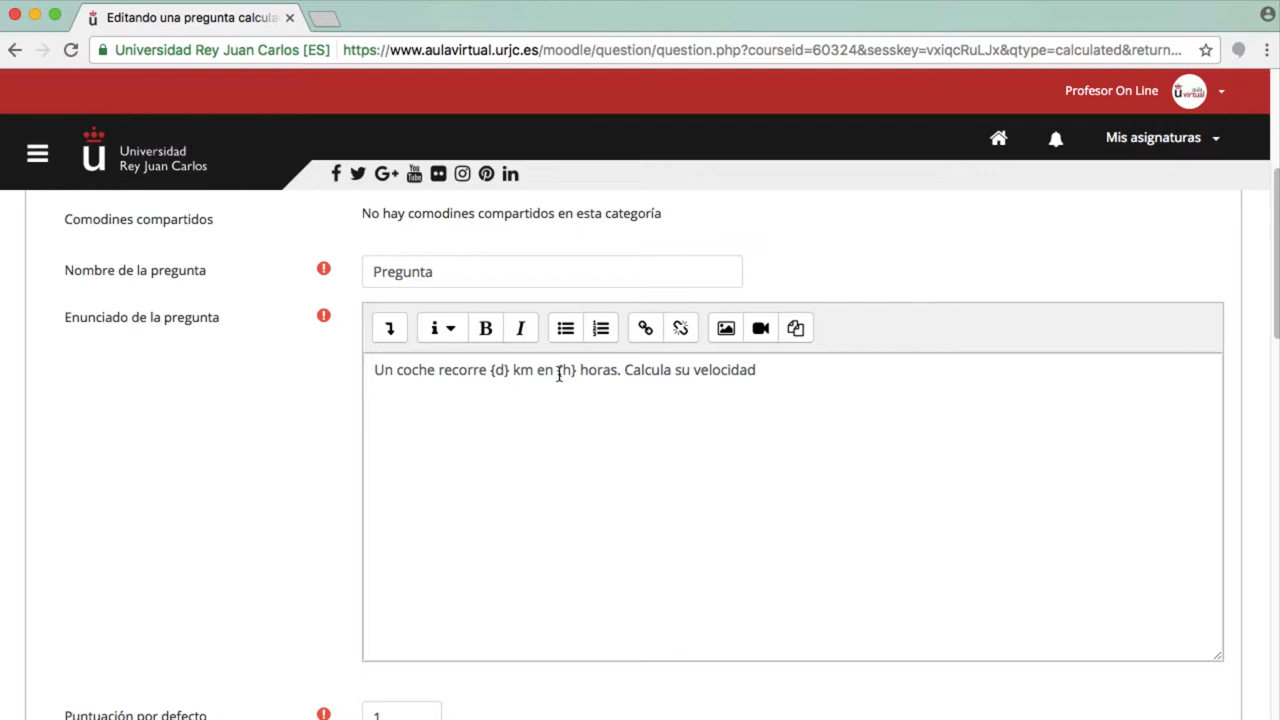 Editando una pregunta calcula
Universidad Rey Juan Carlos [ES]
https://www.aulavirtual.urjc.es/moodle/question/question.php?courseid=60324&sesskey=vxiqcRuLJx&qtype=calculated&return...
Profesor On Line
aula
virtual
Universidad
Rey Juan Carlos
Mis asignaturas
Comodines compartidos
No hay comodines compartidos en esta categoría
Nombre de la pregunta
Pregunta
Enunciado de la pregunta
Un coche recorre {d} km en {h} horas. Calcula su velocidad
Puntuación por defecto
1